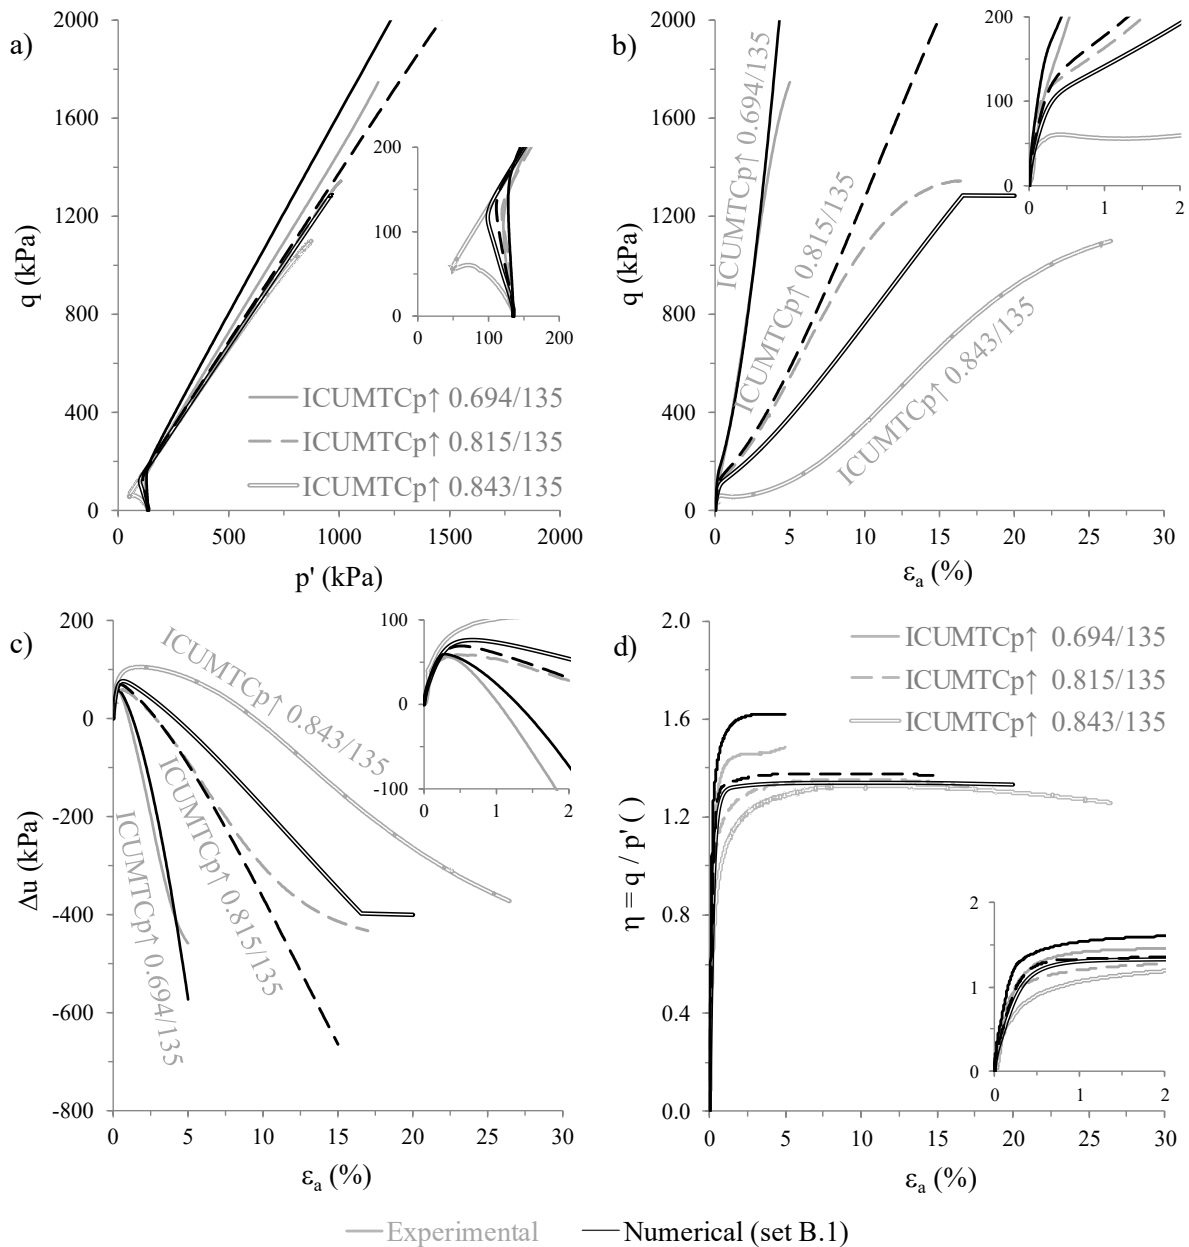 a)
2000
1600
1200
800
400
0
q (kPa)
0 500 1000 1500 2000
p' (kPa)
200
100
0
0 100 200
ICUMTCp↑ 0.694/135
ICUMTCp↑ 0.815/135
ICUMTCp↑ 0.843/135
b)
2000
1600
1200
800
400
0
q (kPa)
0 5 10 15 20 25 30
εa (%)
ICUMTCp↑ 0.694/135
ICUMTCp↑ 0.815/135
ICUMTCp↑ 0.843/135
200
100
0
0 1 2
c)
200
0
-200
-400
-600
-800
Δu (kPa)
0 5 10 15 20 25 30
εa (%)
ICUMTCp↑ 0.843/135
ICUMTCp↑ 0.815/135
ICUMTCp↑ 0.694/135
100
0
-100
0 1 2
d)
2.0
1.6
1.2
0.8
0.4
0.0
η = q / p' ( )
0 5 10 15 20 25 30
εa (%)
ICUMTCp↑ 0.694/135
ICUMTCp↑ 0.815/135
ICUMTCp↑ 0.843/135
2
1
0
0 1 2
Experimental
Numerical (set B.1)